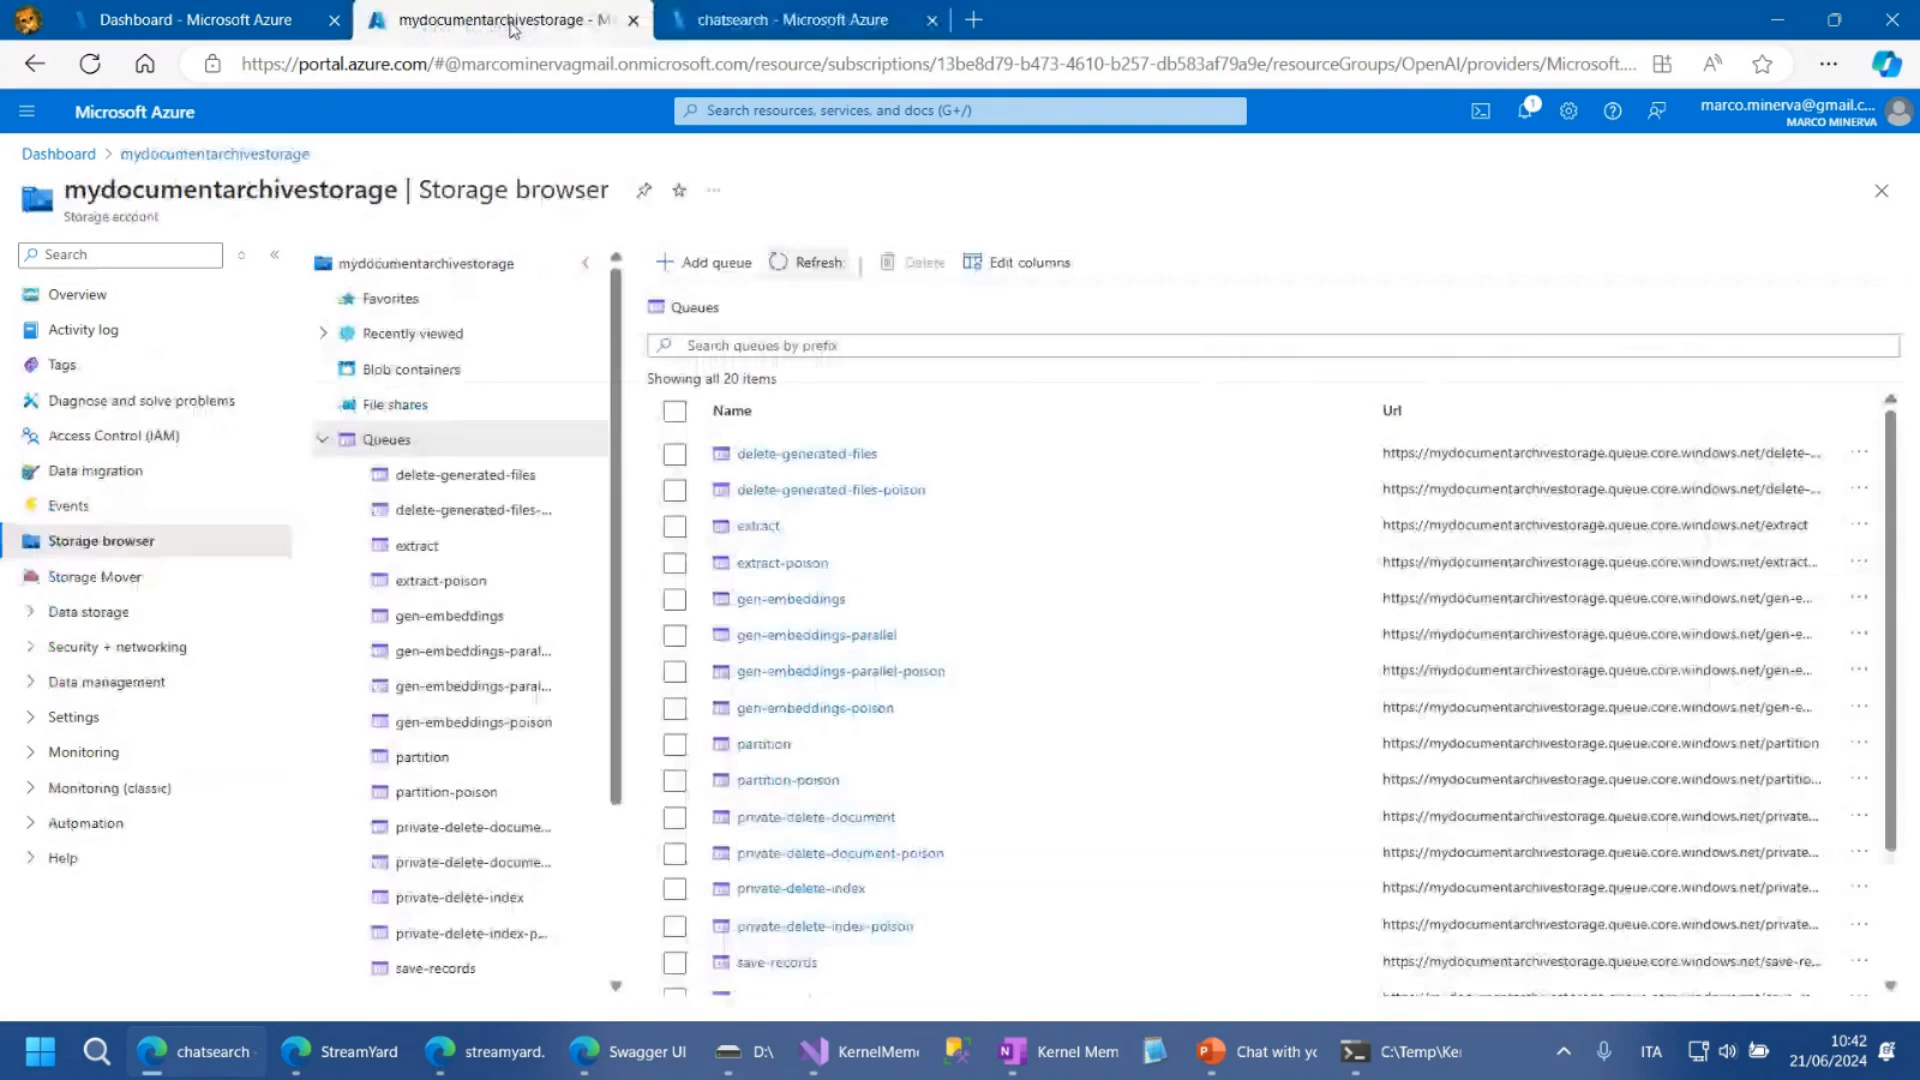 Dashboard - Microsoft Azure
mydocumentarchivestorage - M
chatsearch - Microsoft Azure
https://portal.azure.com/#@marcominervagmail.onmicrosoft.com/resource/subscriptions/13be8d79-b473-4610-b257-db583af79a9e/resourceGroups/OpenAI/providers/Microsoft....
Microsoft Azure
Search resources, services, and docs (G+/)
1
marco.minerva@gmail.c...
MARCO MINERVA
Dashboard > mydocumentarchivestorage
mydocumentarchivestorage | Storage browser
Storage account
Search
Overview
Activity log
Tags
Diagnose and solve problems
Access Control (IAM)
Data migration
Events
Storage browser
Storage Mover
Data storage
Security + networking
Data management
Settings
Monitoring
Monitoring (classic)
Automation
Help
mydocumentarchivestorage
Favorites
Recently viewed
Blob containers
File shares
Queues
delete-generated-files
delete-generated-files-...
extract
extract-poison
gen-embeddings
gen-embeddings-paral...
gen-embeddings-paral...
gen-embeddings-poison
partition
partition-poison
private-delete-docume...
private-delete-docume...
private-delete-index
private-delete-index-p...
save-records
Add queue
Refresh
Delete
Edit columns
Queues
Search queues by prefix
Showing all 20 items
Name Url
delete-generated-files https://mydocumentarchivestorage.queue.core.windows.net/delete-...
delete-generated-files-poison https://mydocumentarchivestorage.queue.core.windows.net/delete-...
extract https://mydocumentarchivestorage.queue.core.windows.net/extract
extract-poison https://mydocumentarchivestorage.queue.core.windows.net/extract...
gen-embeddings https://mydocumentarchivestorage.queue.core.windows.net/gen-e...
gen-embeddings-parallel https://mydocumentarchivestorage.queue.core.windows.net/gen-e...
gen-embeddings-parallel-poison https://mydocumentarchivestorage.queue.core.windows.net/gen-e...
gen-embeddings-poison https://mydocumentarchivestorage.queue.core.windows.net/gen-e...
partition https://mydocumentarchivestorage.queue.core.windows.net/partition
partition-poison https://mydocumentarchivestorage.queue.core.windows.net/partitio...
private-delete-document https://mydocumentarchivestorage.queue.core.windows.net/private...
private-delete-document-poison https://mydocumentarchivestorage.queue.core.windows.net/private...
private-delete-index https://mydocumentarchivestorage.queue.core.windows.net/private...
private-delete-index-poison https://mydocumentarchivestorage.queue.core.windows.net/private...
save-records https://mydocumentarchivestorage.queue.core.windows.net/save-re...
chatsearch
StreamYard
streamyard.
Swagger UI
D:\
KernelMem
Kernel Mem
Chat with yo
C:\Temp\Ke
ITA
10:42
21/06/2024